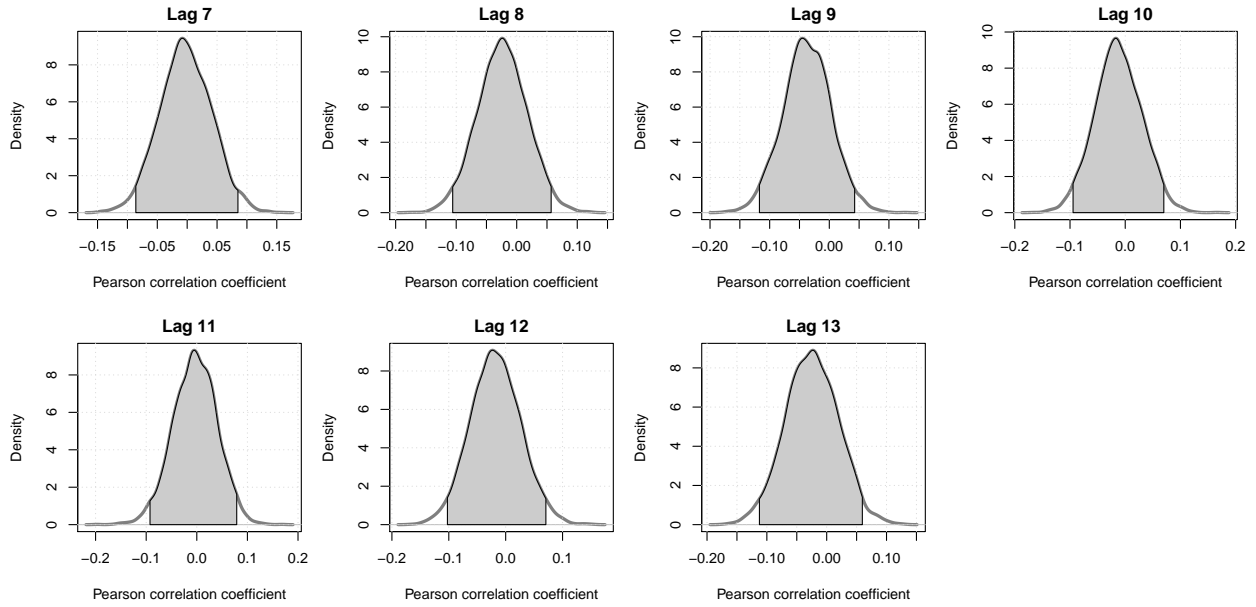 Lag 7
Density
0 2 4 6 8
−0.15 −0.05 0.05 0.15
Pearson correlation coefficient
Lag 8
Density
0 2 4 6 8 10
−0.20 −0.10 0.00 0.10
Pearson correlation coefficient
Lag 9
Density
0 2 4 6 8 10
−0.20 −0.10 0.00 0.10
Pearson correlation coefficient
Lag 10
Density
0 2 4 6 8 10
−0.2 −0.1 0.0 0.1 0.2
Pearson correlation coefficient
Lag 11
Density
0 2 4 6 8
−0.2 −0.1 0.0 0.1 0.2
Pearson correlation coefficient
Lag 12
Density
0 2 4 6 8
−0.2 −0.1 0.0 0.1
Pearson correlation coefficient
Lag 13
Density
0 2 4 6 8
−0.20 −0.10 0.00 0.10
Pearson correlation coefficient